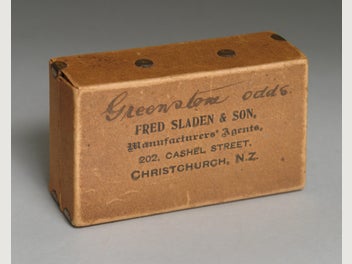 Greenstone odds.
FRED SLADEN & SON,
Manufacturers' Agents,
202, CASHEL STREET,
CHRISTCHURCH, N.Z.